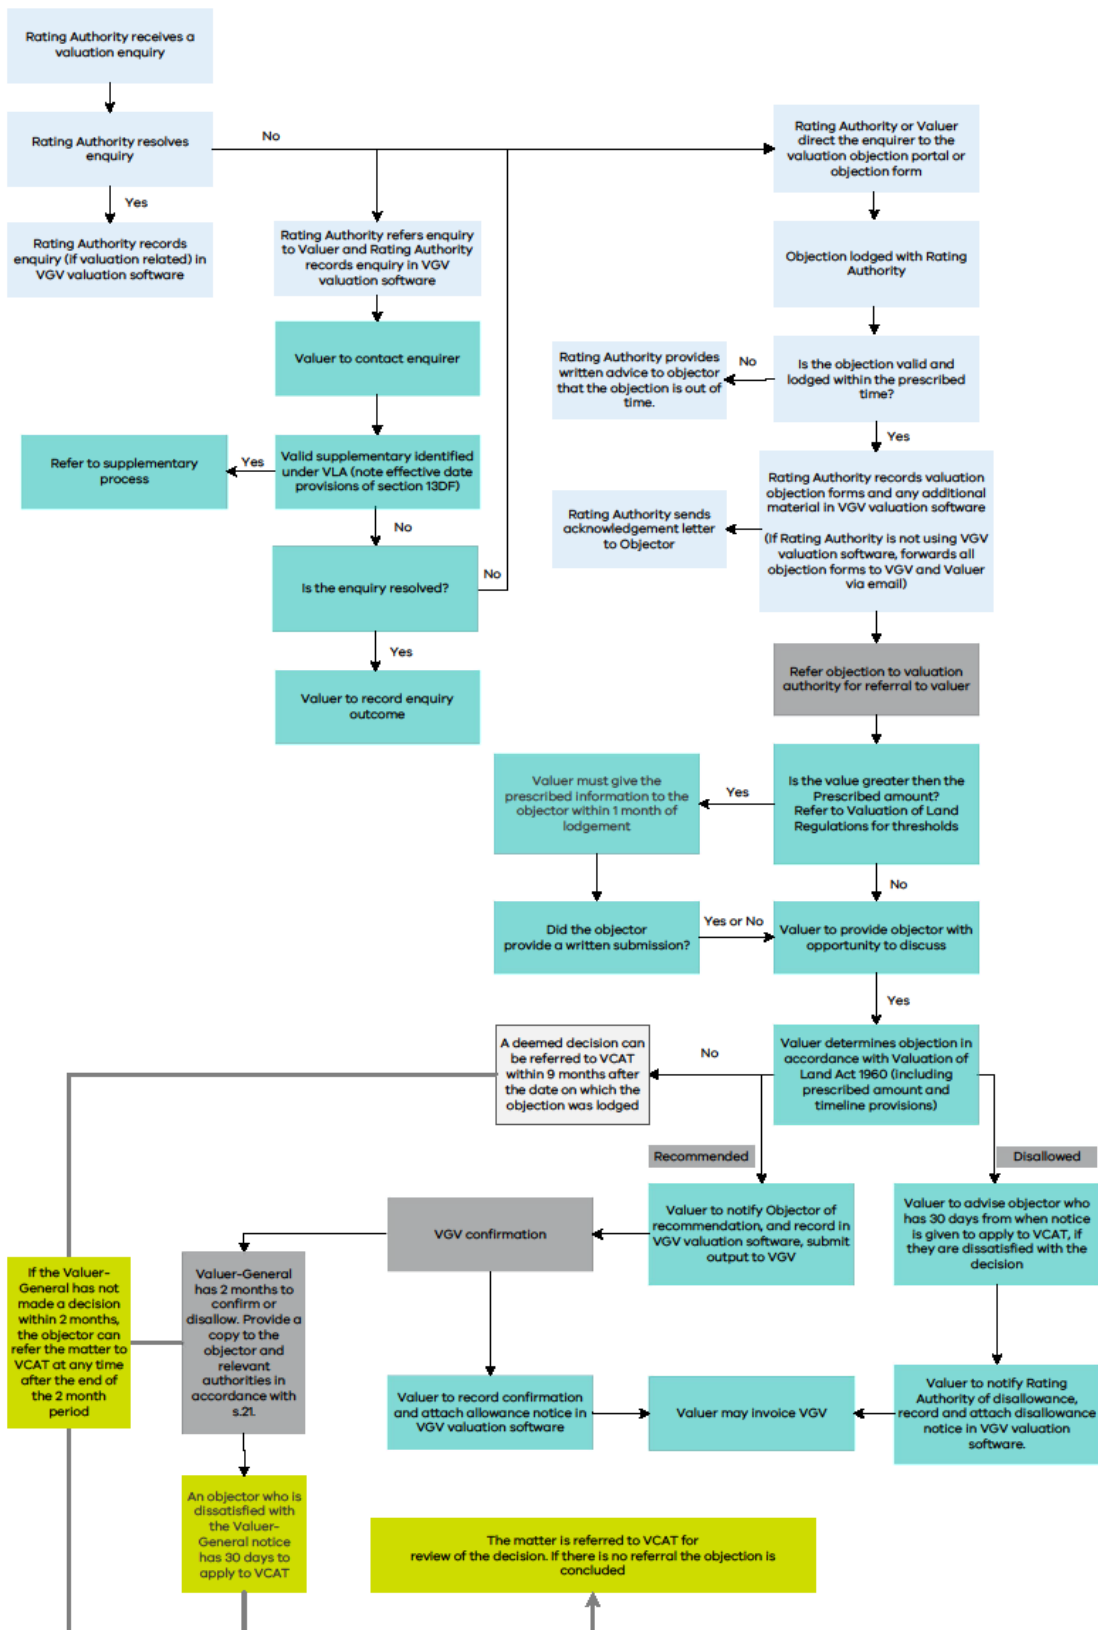 Rating Authority receives a
valuation enquiry
Rating Authority resolves
enquiry
No
Rating Authority or Valuer
direct the enquirer to the
valuation objection portal or
objection form
Yes
Rating Authority records
enquiry (if valuation related) in
VGV valuation software
Rating Authority refers enquiry
to Valuer and Rating Authority
records enquiry in VGV
valuation software
Objection lodged with Rating
Authority
Valuer to contact enquirer
Rating Authority provides
written advice to objector
that the objection is out of
time.
No
Is the objection valid and
lodged within the prescribed
time?
Yes
Refer to supplementary
process
Yes
Valid supplementary identified
under VLA (note effective date
provisions of section 13DF)
Rating Authority records valuation
objection forms and any additional
material in VGV valuation software
(If Rating Authority is not using VGV
valuation software, forwards all
objection forms to VGV and Valuer
via email)
Rating Authority sends
acknowledgement letter
to Objector
No
Is the enquiry resolved?
No
Yes
Valuer to record enquiry
outcome
Refer objection to valuation
authority for referral to valuer
Valuer must give the
prescribed information to the
objector within 1 month of
lodgement
Yes
Is the value greater then the
Prescribed amount?
Refer to Valuation of Land
Regulations for thresholds
No
Did the objector
provide a written submission?
Yes or No
Valuer to provide objector with
opportunity to discuss
Yes
A deemed decision can
be referred to VCAT
within 9 months after
the date on which the
objection was lodged
No
Valuer determines objection in
accordance with Valuation of
Land Act 1960 (including
prescribed amount and
timeline provisions)
Recommended
Disallowed
VGV confirmation
Valuer to notify Objector of
recommendation, and record in
VGV valuation software, submit
output to VGV
Valuer to advise objector who
has 30 days from when notice
is given to apply to VCAT, if
they are dissatisfied with the
decision
If the Valuer-
General has not
made a decision
within 2 months,
the objector can
refer the matter to
VCAT at any time
after the end of
the 2 month
period
Valuer-General
has 2 months to
confirm or
disallow. Provide a
copy to the
objector and
relevant
authorities in
accordance with
s.21.
Valuer to record confirmation
and attach allowance notice in
VGV valuation software
Valuer may invoice VGV
Valuer to notify Rating
Authority of disallowance,
record and attach disallowance
notice in VGV valuation
software.
An objector who is
dissatisfied with
the Valuer-
General notice
has 30 days to
apply to VCAT
The matter is referred to VCAT for
review of the decision. If there is no referral the objection is
concluded